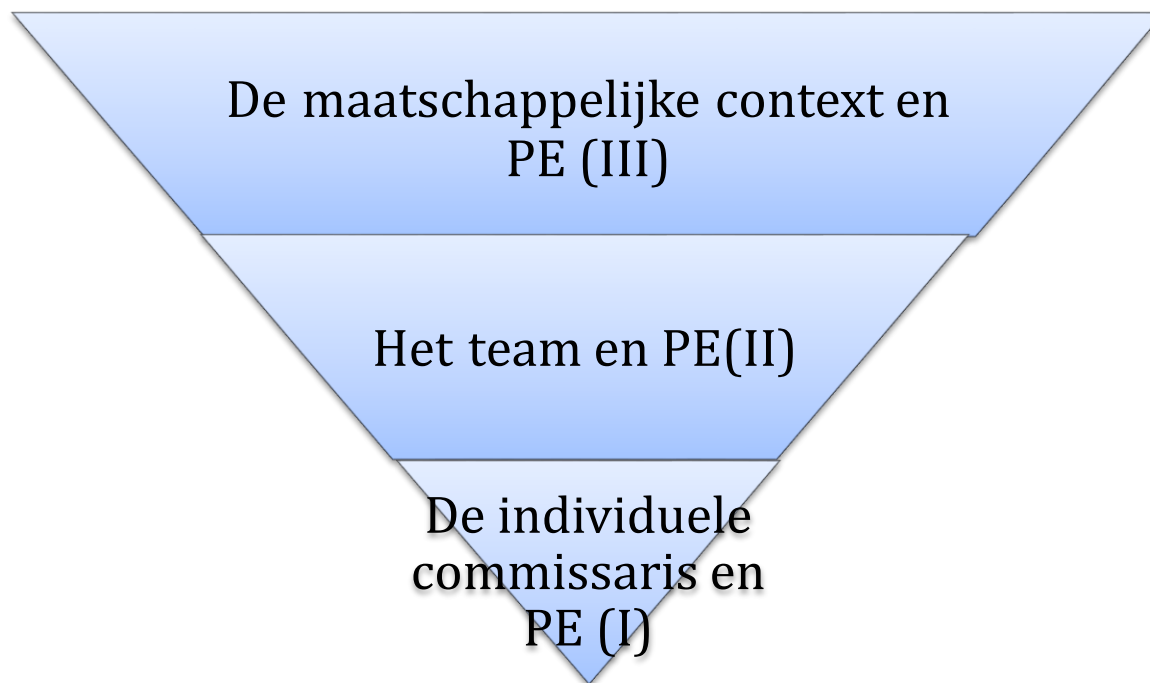 De maatschappelijke context en
PE (III)
Het team en PE(II)
De individuele
commissaris en
PE (I)